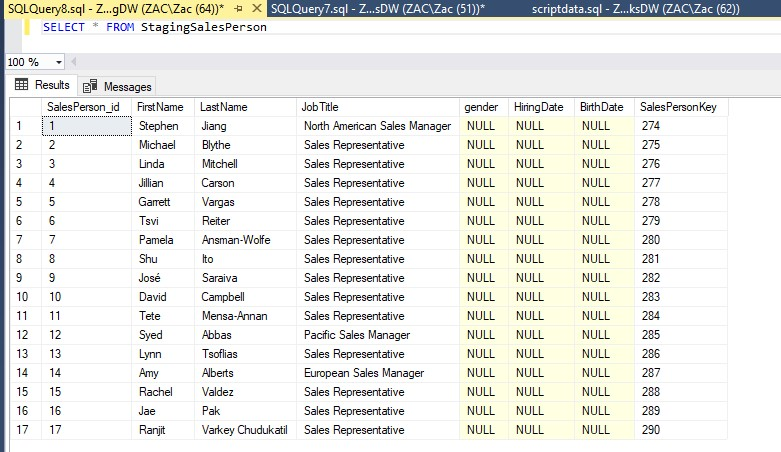 SQLQuery8.sql - Z...gDW (ZAC\Zac (64))* SQLQuery7.sql - Z...sDW (ZAC\Zac (51))* scriptdata.sql - Z...ksDW (ZAC\Zac (62))
SELECT * FROM StagingSalesPerson
100 %
Results Messages
SalesPerson_id FirstName LastName JobTitle gender HiringDate BirthDate SalesPersonKey
1 1 Stephen Jiang North American Sales Manager NULL NULL NULL 274
2 2 Michael Blythe Sales Representative NULL NULL NULL 275
3 3 Linda Mitchell Sales Representative NULL NULL NULL 276
4 4 Jillian Carson Sales Representative NULL NULL NULL 277
5 5 Garrett Vargas Sales Representative NULL NULL NULL 278
6 6 Tsvi Reiter Sales Representative NULL NULL NULL 279
7 7 Pamela Ansman-Wolfe Sales Representative NULL NULL NULL 280
8 8 Shu Ito Sales Representative NULL NULL NULL 281
9 9 José Saraiva Sales Representative NULL NULL NULL 282
10 10 David Campbell Sales Representative NULL NULL NULL 283
11 11 Tete Mensa-Annan Sales Representative NULL NULL NULL 284
12 12 Syed Abbas Pacific Sales Manager NULL NULL NULL 285
13 13 Lynn Tsoflias Sales Representative NULL NULL NULL 286
14 14 Amy Alberts European Sales Manager NULL NULL NULL 287
15 15 Rachel Valdez Sales Representative NULL NULL NULL 288
16 16 Jae Pak Sales Representative NULL NULL NULL 289
17 17 Ranjit Varkey Chudukatil Sales Representative NULL NULL NULL 290